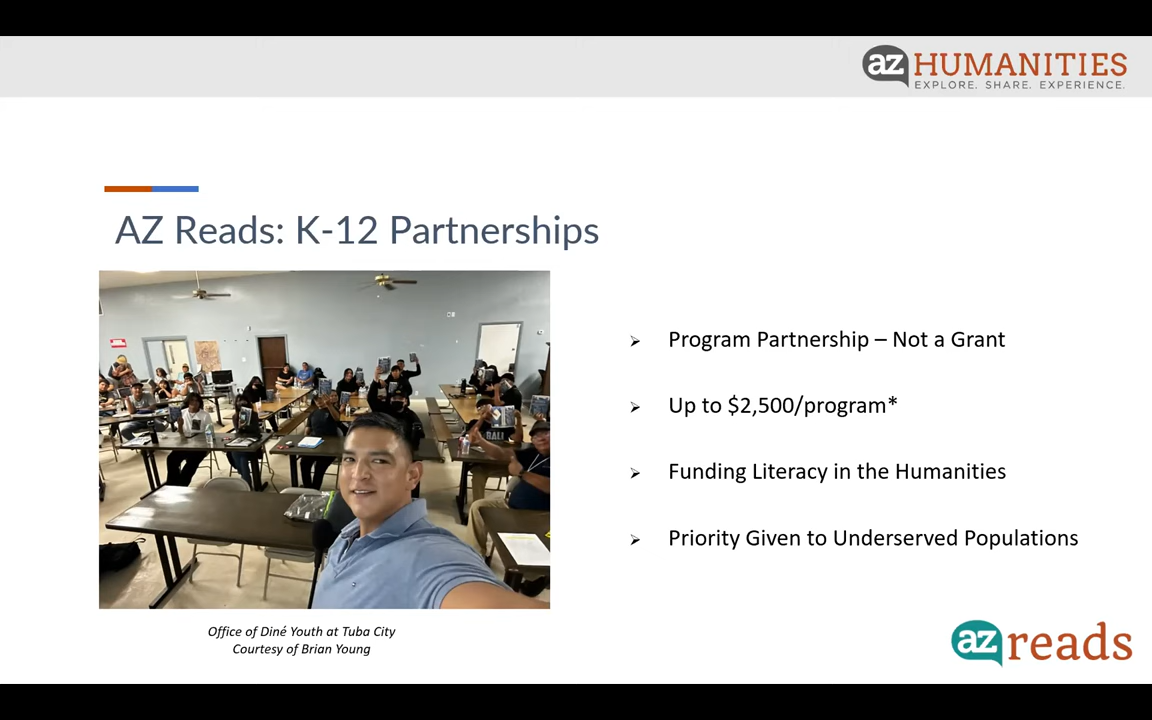 az HUMANITIES
EXPLORE. SHARE. EXPERIENCE.
AZ Reads: K-12 Partnerships
BALL
Program Partnership – Not a Grant
Up to $2,500/program*
Funding Literacy in the Humanities
Priority Given to Underserved Populations
Office of Diné Youth at Tuba City
Courtesy of Brian Young
az reads